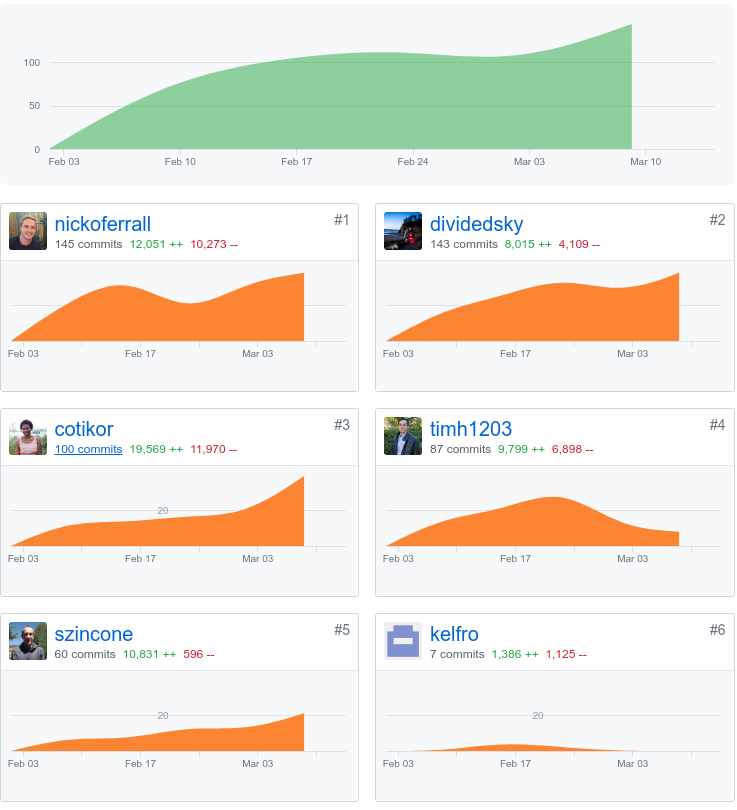 100
50
0
Feb 03 Feb 10 Feb 17 Feb 24 Mar 03 Mar 10
nickoferrall #1
145 commits 12,051 ++ 10,273 --
Feb 03 Feb 17 Mar 03
dividedsky #2
143 commits 8,015 ++ 4,109 --
Feb 03 Feb 17 Mar 03
cotikor #3
100 commits 19,569 ++ 11,970 --
20
Feb 03 Feb 17 Mar 03
timh1203 #4
87 commits 9,799 ++ 6,898 --
Feb 03 Feb 17 Mar 03
szincone #5
60 commits 10,831 ++ 596 --
20
Feb 03 Feb 17 Mar 03
kelfro #6
7 commits 1,386 ++ 1,125 --
20
Feb 03 Feb 17 Mar 03